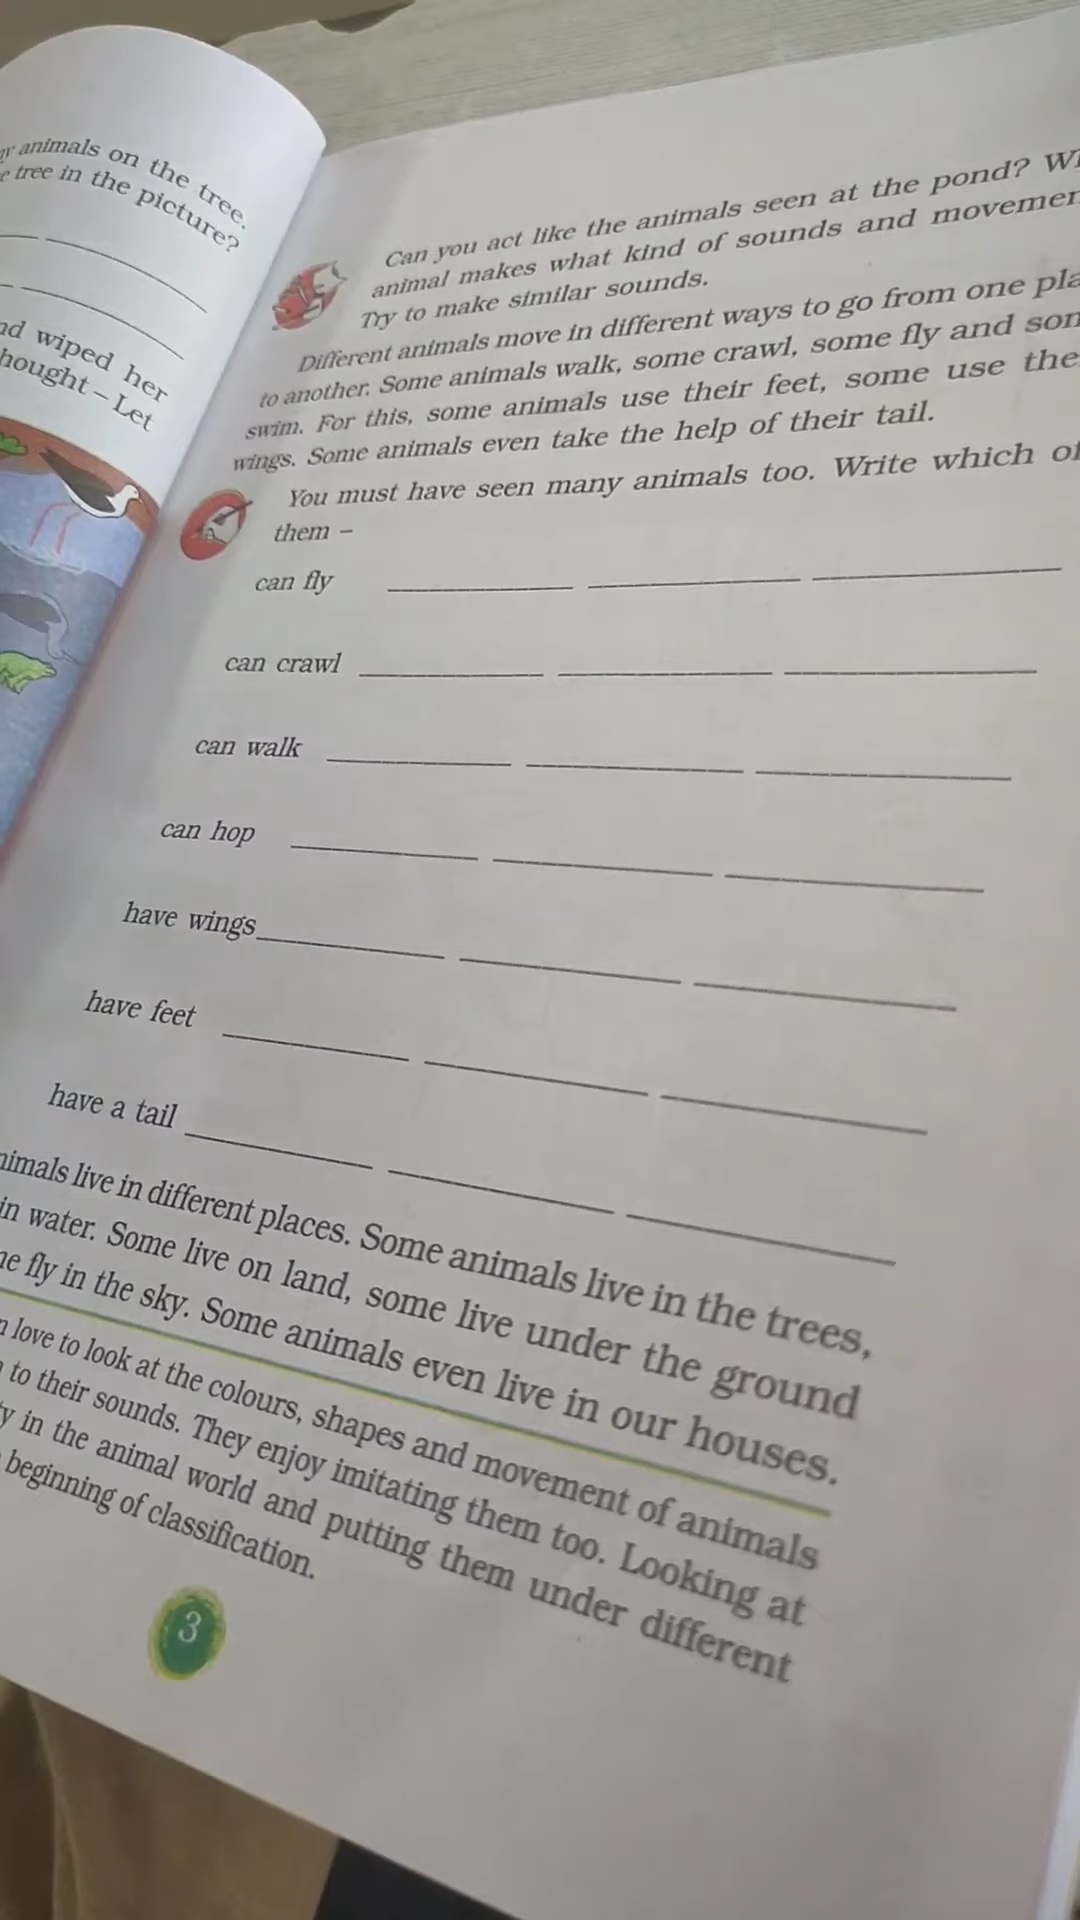 animals on the tree.
tree in the picture?
wiped her
hought – Let
Can you act like the animals seen at the pond?
animal makes what kind of sounds and
Try to make similar sounds.
Different animals move in different ways to go from one
to another. Some animals walk, some crawl, some fly and
swim. For this, some animals use their feet, some use
wings. Some animals even take the help of their tail.
You must have seen many animals too. Write which of
them –
can fly
can crawl
can walk
can hop
have wings
have feet
have a tail
live in different places. Some animals live in the trees,
in water. Some live on land, some live under the ground
fly in the sky. Some animals even live in our houses.
love to look at the colours, shapes and movement of animals
to their sounds. They enjoy imitating them too. Looking at
in the animal world and putting them under different
beginning of classification.
3